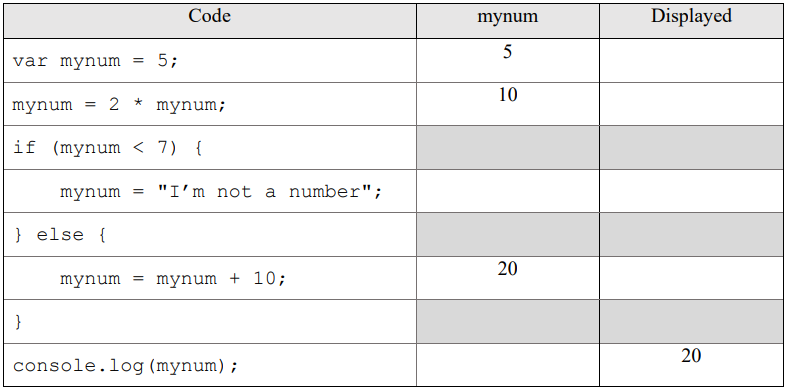 Code mynum Displayed
var mynum = 5; 5
mynum = 2 * mynum; 10
if (mynum < 7) {
mynum = "I’m not a number";
} else {
mynum = mynum + 10; 20
}
console.log(mynum); 20